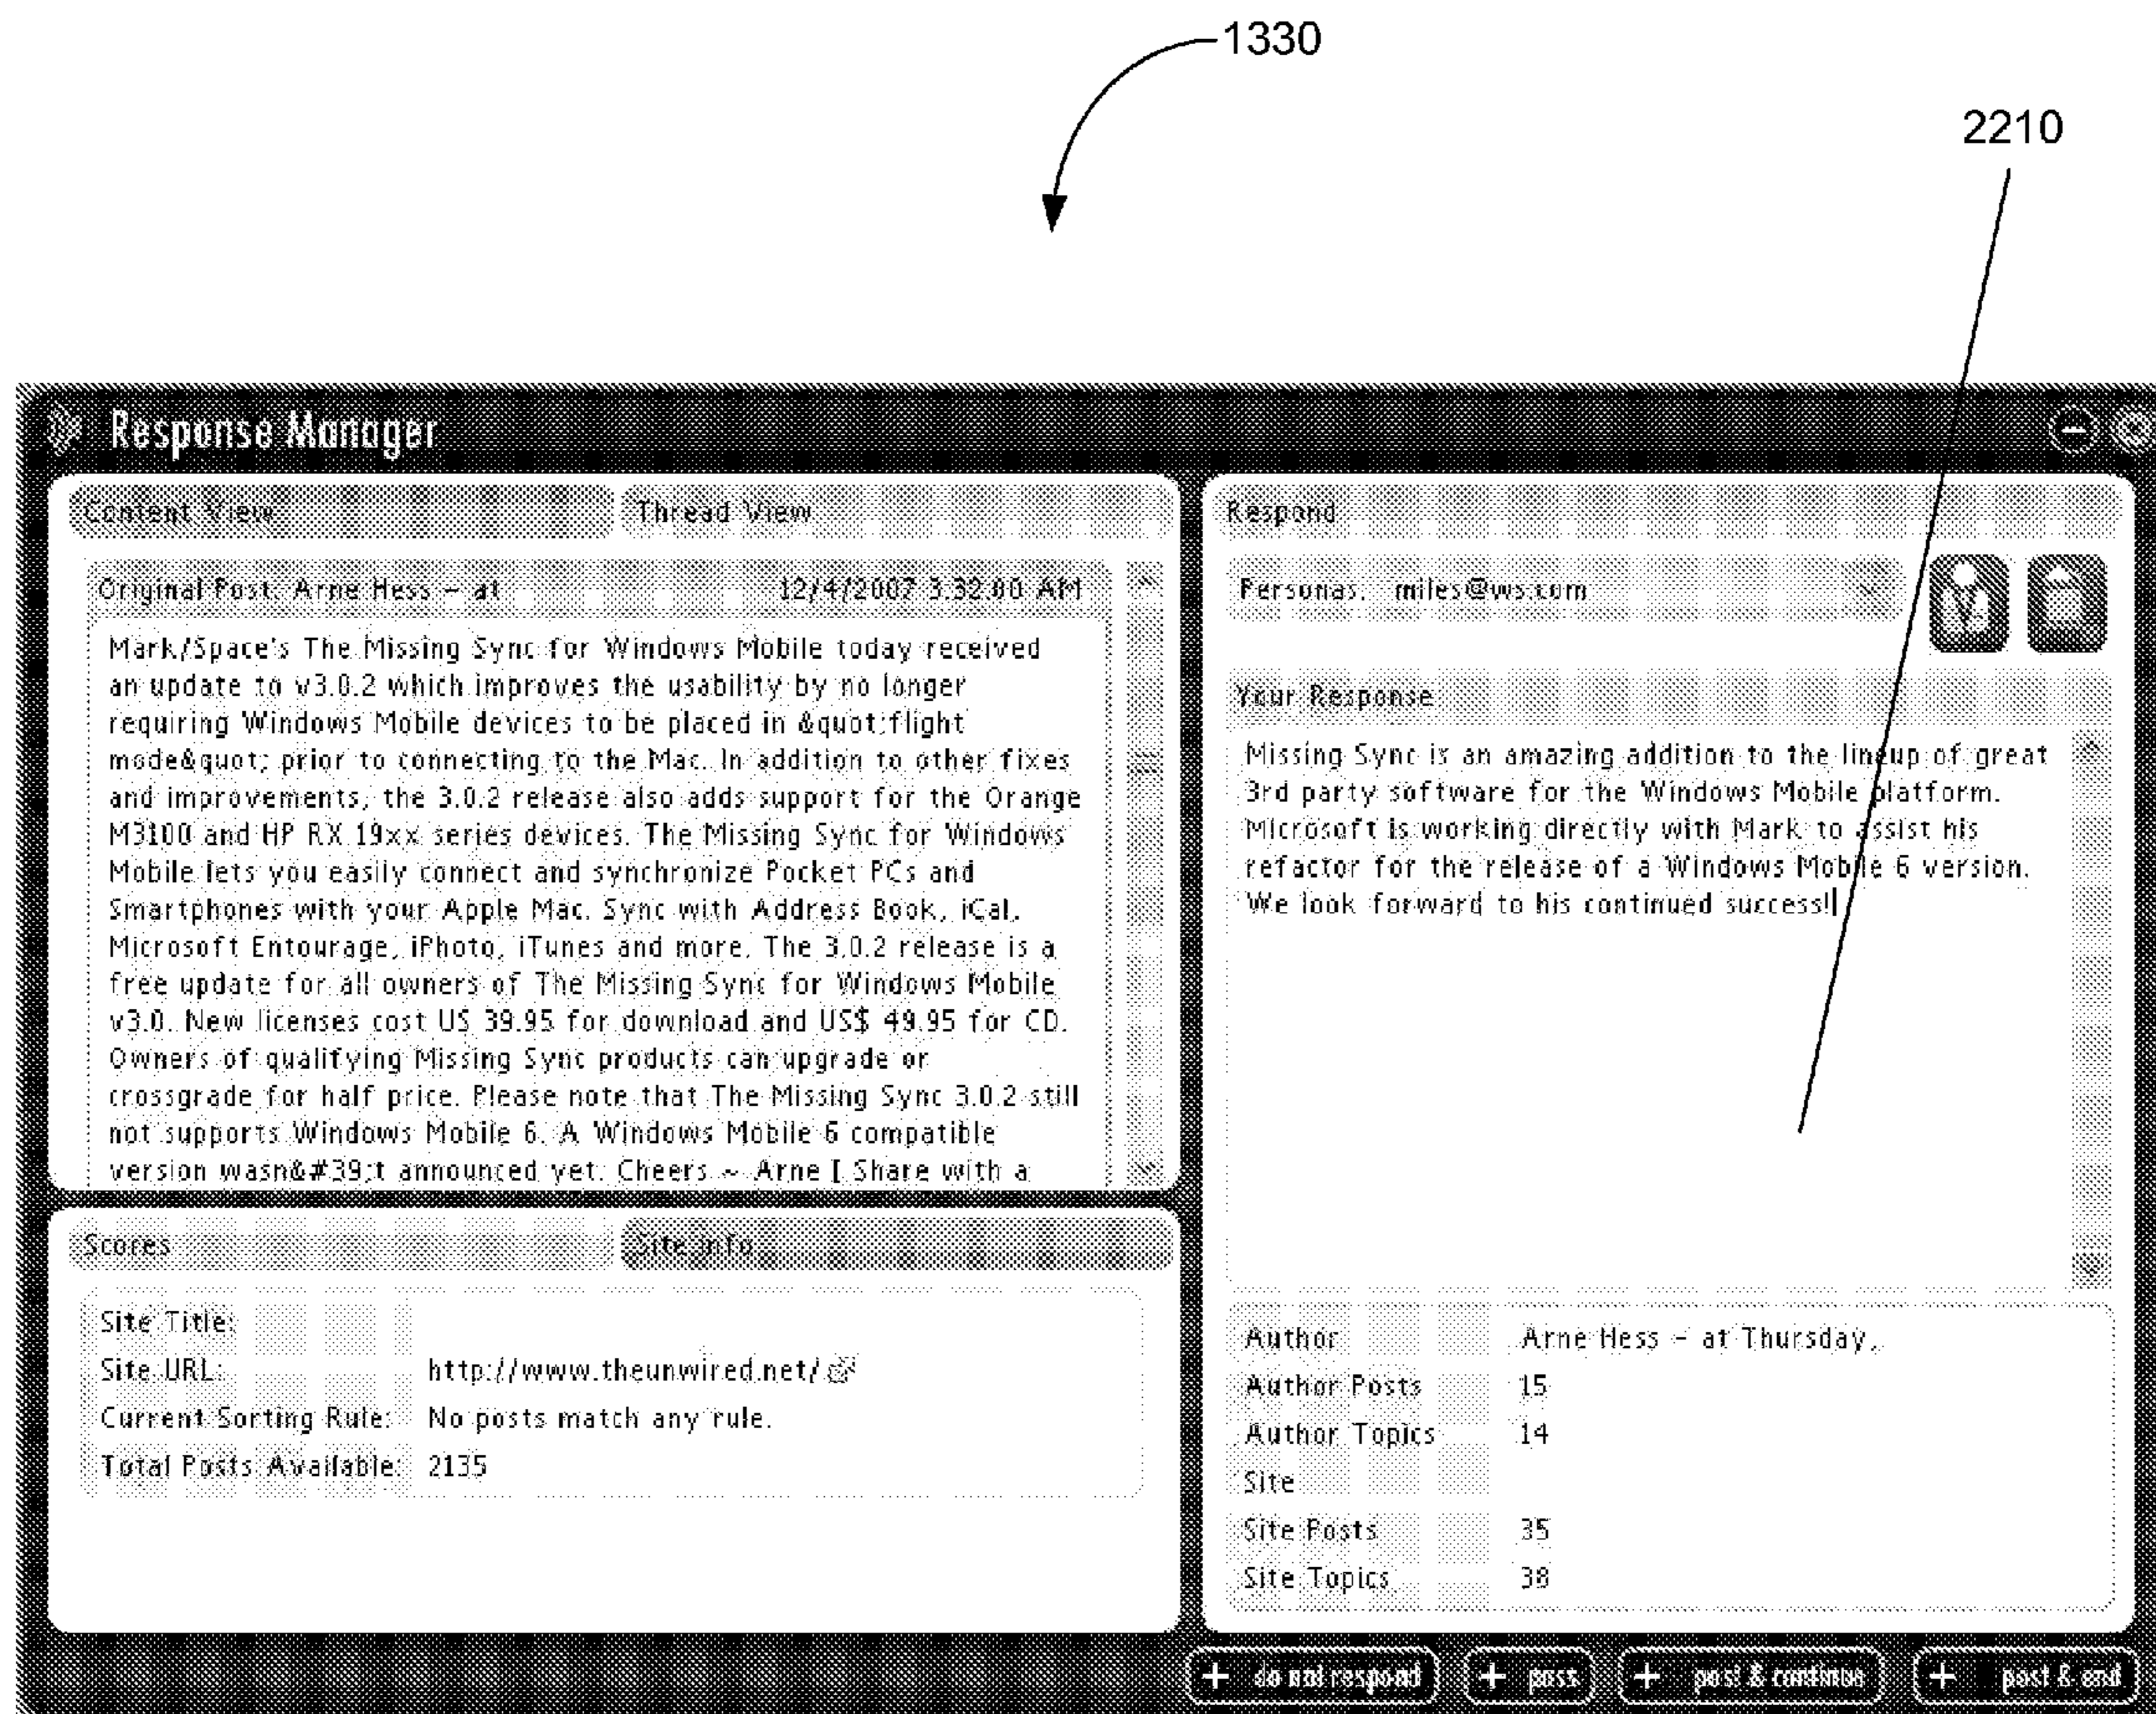 1330
2210
Response Manager
Content View
Thread View
Original Post: Arne Hess - at
12/4/2007 3:32:00 AM
Mark/Space's The Missing Sync for Windows Mobile today received
an update to v3.0.2 which improves the usability by no longer
requiring Windows Mobile devices to be placed in &quot;flight
mode&quot; prior to connecting to the Mac. In addition to other fixes
and improvements, the 3.0.2 release also adds support for the Orange
M3100 and HP RX 19xx series devices. The Missing Sync for Windows
Mobile lets you easily connect and synchronize Pocket PCs and
Smartphones with your Apple Mac. Sync with Address Book, iCal,
Microsoft Entourage, iPhoto, iTunes and more. The 3.0.2 release is a
free update for all owners of The Missing Sync for Windows Mobile
v3.0. New licenses cost US 39.95 for download and US$ 49.95 for CD.
Owners of qualifying Missing Sync products can upgrade or
crossgrade for half price. Please note that The Missing Sync 3.0.2 still
not supports Windows Mobile 6. A Windows Mobile 6 compatible
version wasn&#39;t announced yet. Cheers ~ Arne [ Share with a
Scores
Site Info
Site Title:
Site URL: http://www.theunwired.net/
Current Sorting Rule: No posts match any rule.
Total Posts Available: 2135
Respond
Personas: miles@ws.com
Your Response
Missing Sync is an amazing addition to the lineup of great
3rd party software for the Windows Mobile platform.
Microsoft is working directly with Mark to assist his
refactor for the release of a Windows Mobile 6 version.
We look forward to his continued success!
Author Arne Hess - at Thursday,
Author Posts 15
Author Topics 14
Site
Site Posts 35
Site Topics 38
+ do not respond
+ pass
+ post & continue
+ post & end